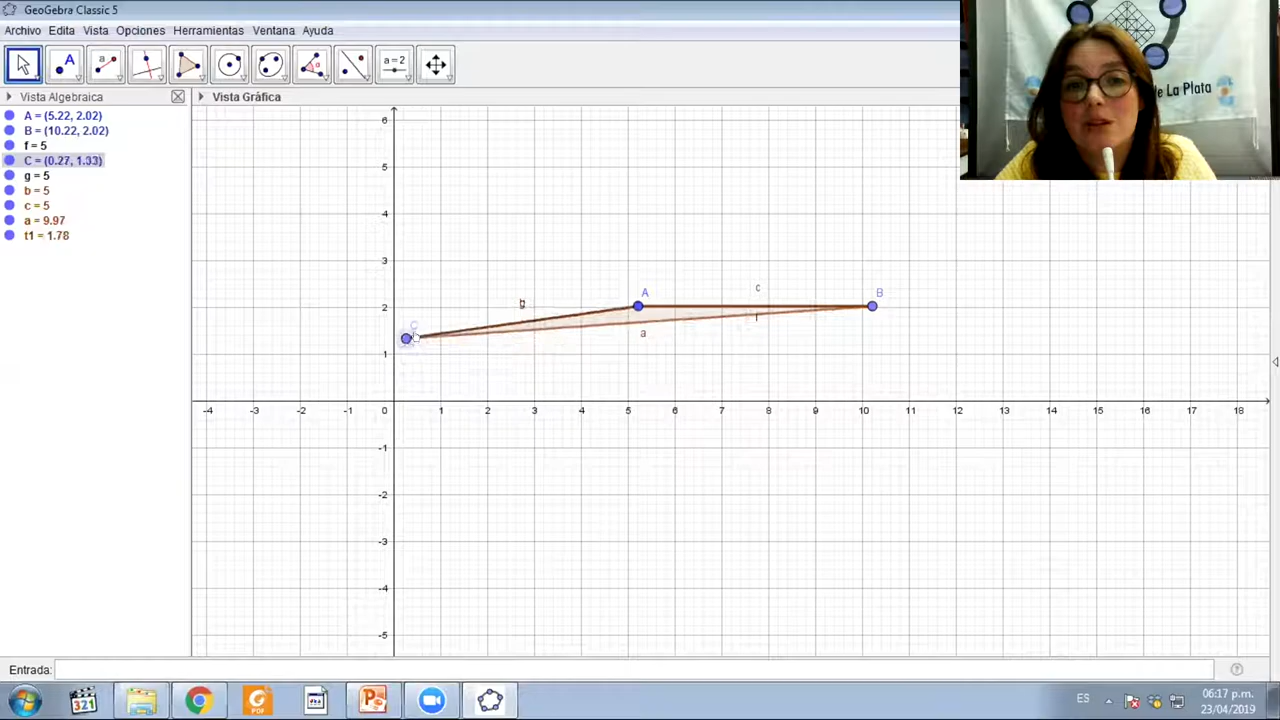 GeoGebra Classic 5
Archivo Edita Vista Opciones Herramientas Ventana Ayuda
A a α a = 2
Vista Algebraica
Vista Gráfica
de La Plata
A = (5.22, 2.02)
B = (10.22, 2.02)
f = 5
C = (0.27, 1.33)
g = 5
b = 5
c = 5
a = 9.97
t1 = 1.78
6
5
4
3
2
1
-1
-2
-3
-4
-5
g A c B
C a f
-4 -3 -2 -1 0 1 2 3 4 5 6 7 8 9 10 11 12 13 14 15 16 17 18
Entrada:
321 PDF ES 06:17 p.m.
23/04/2019